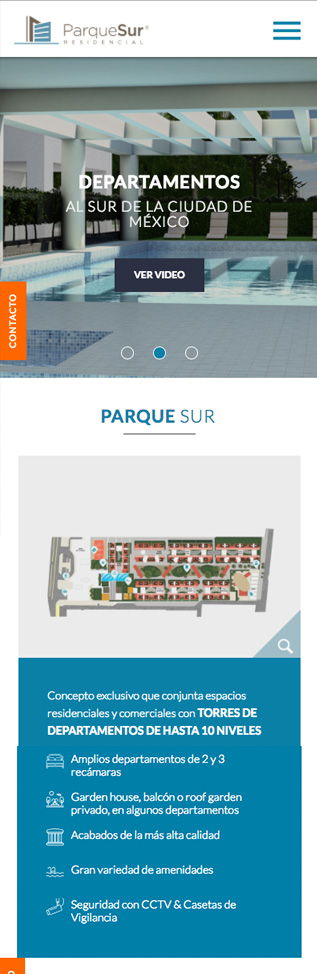 ParqueSur®
RESIDENCIAL
DEPARTAMENTOS
AL SUR DE LA CIUDAD DE
MÉXICO
VER VIDEO
CONTACTO
PARQUE SUR
Concepto exclusivo que conjunta espacios
residenciales y comerciales con TORRES DE
DEPARTAMENTOS DE HASTA 10 NIVELES
Amplios departamentos de 2 y 3
recámaras
Garden house, balcón o roof garden
privado, en algunos departamentos
Acabados de la más alta calidad
Gran variedad de amenidades
Seguridad con CCTV & Casetas de
Vigilancia